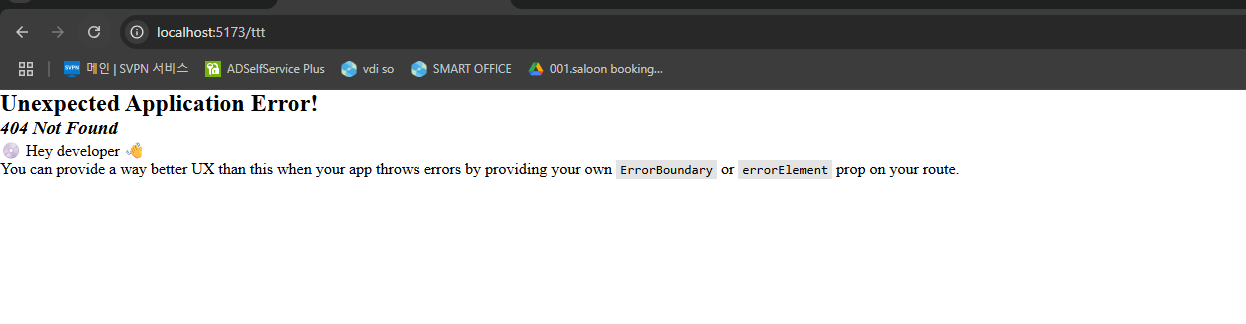 localhost:5173/ttt
메인 | SVPN 서비스 ADSelfService Plus vdi so SMART OFFICE 001.saloon booking...
Unexpected Application Error!
404 Not Found
💿 Hey developer 👋
You can provide a way better UX than this when your app throws errors by providing your own ErrorBoundary or errorElement prop on your route.